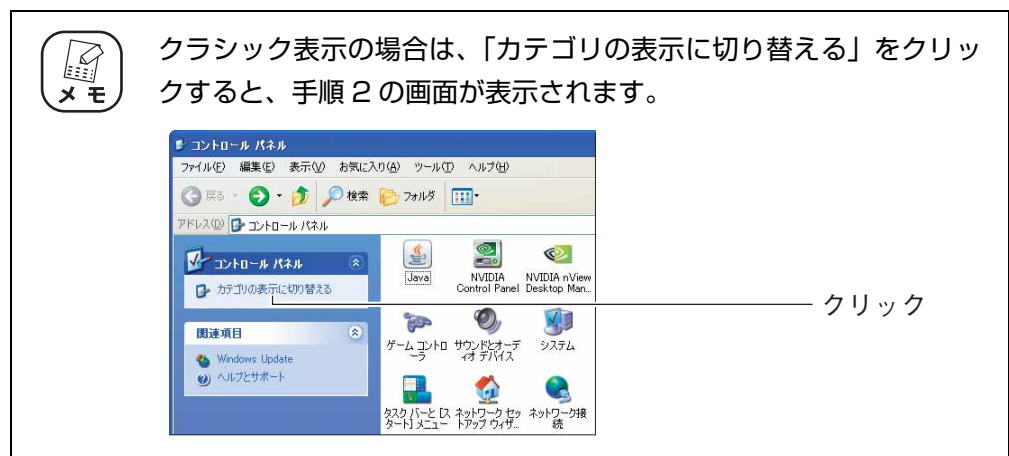 クラシック表示の場合は、「カテゴリの表示に切り替える」をクリッ
クすると、手順 2 の画面が表示されます。
メモ
コントロール パネル
ファイル(F) 編集(E) 表示(V) お気に入り(A) ツール(T) ヘルプ(H)
戻る 検索 フォルダ
アドレス(D) コントロール パネル
コントロール パネル
カテゴリの表示に切り替える
クリック
関連項目
Windows Update
ヘルプとサポート
Java
NVIDIA
Control Panel
NVIDIA nView
Desktop Man...
ゲーム コントロ
ーラ
サウンドとオーデ
ィオ デバイス
システム
タスク バーと [ス
タート] メニュー
ネットワーク セッ
トアップ ウィザ...
ネットワーク接
続